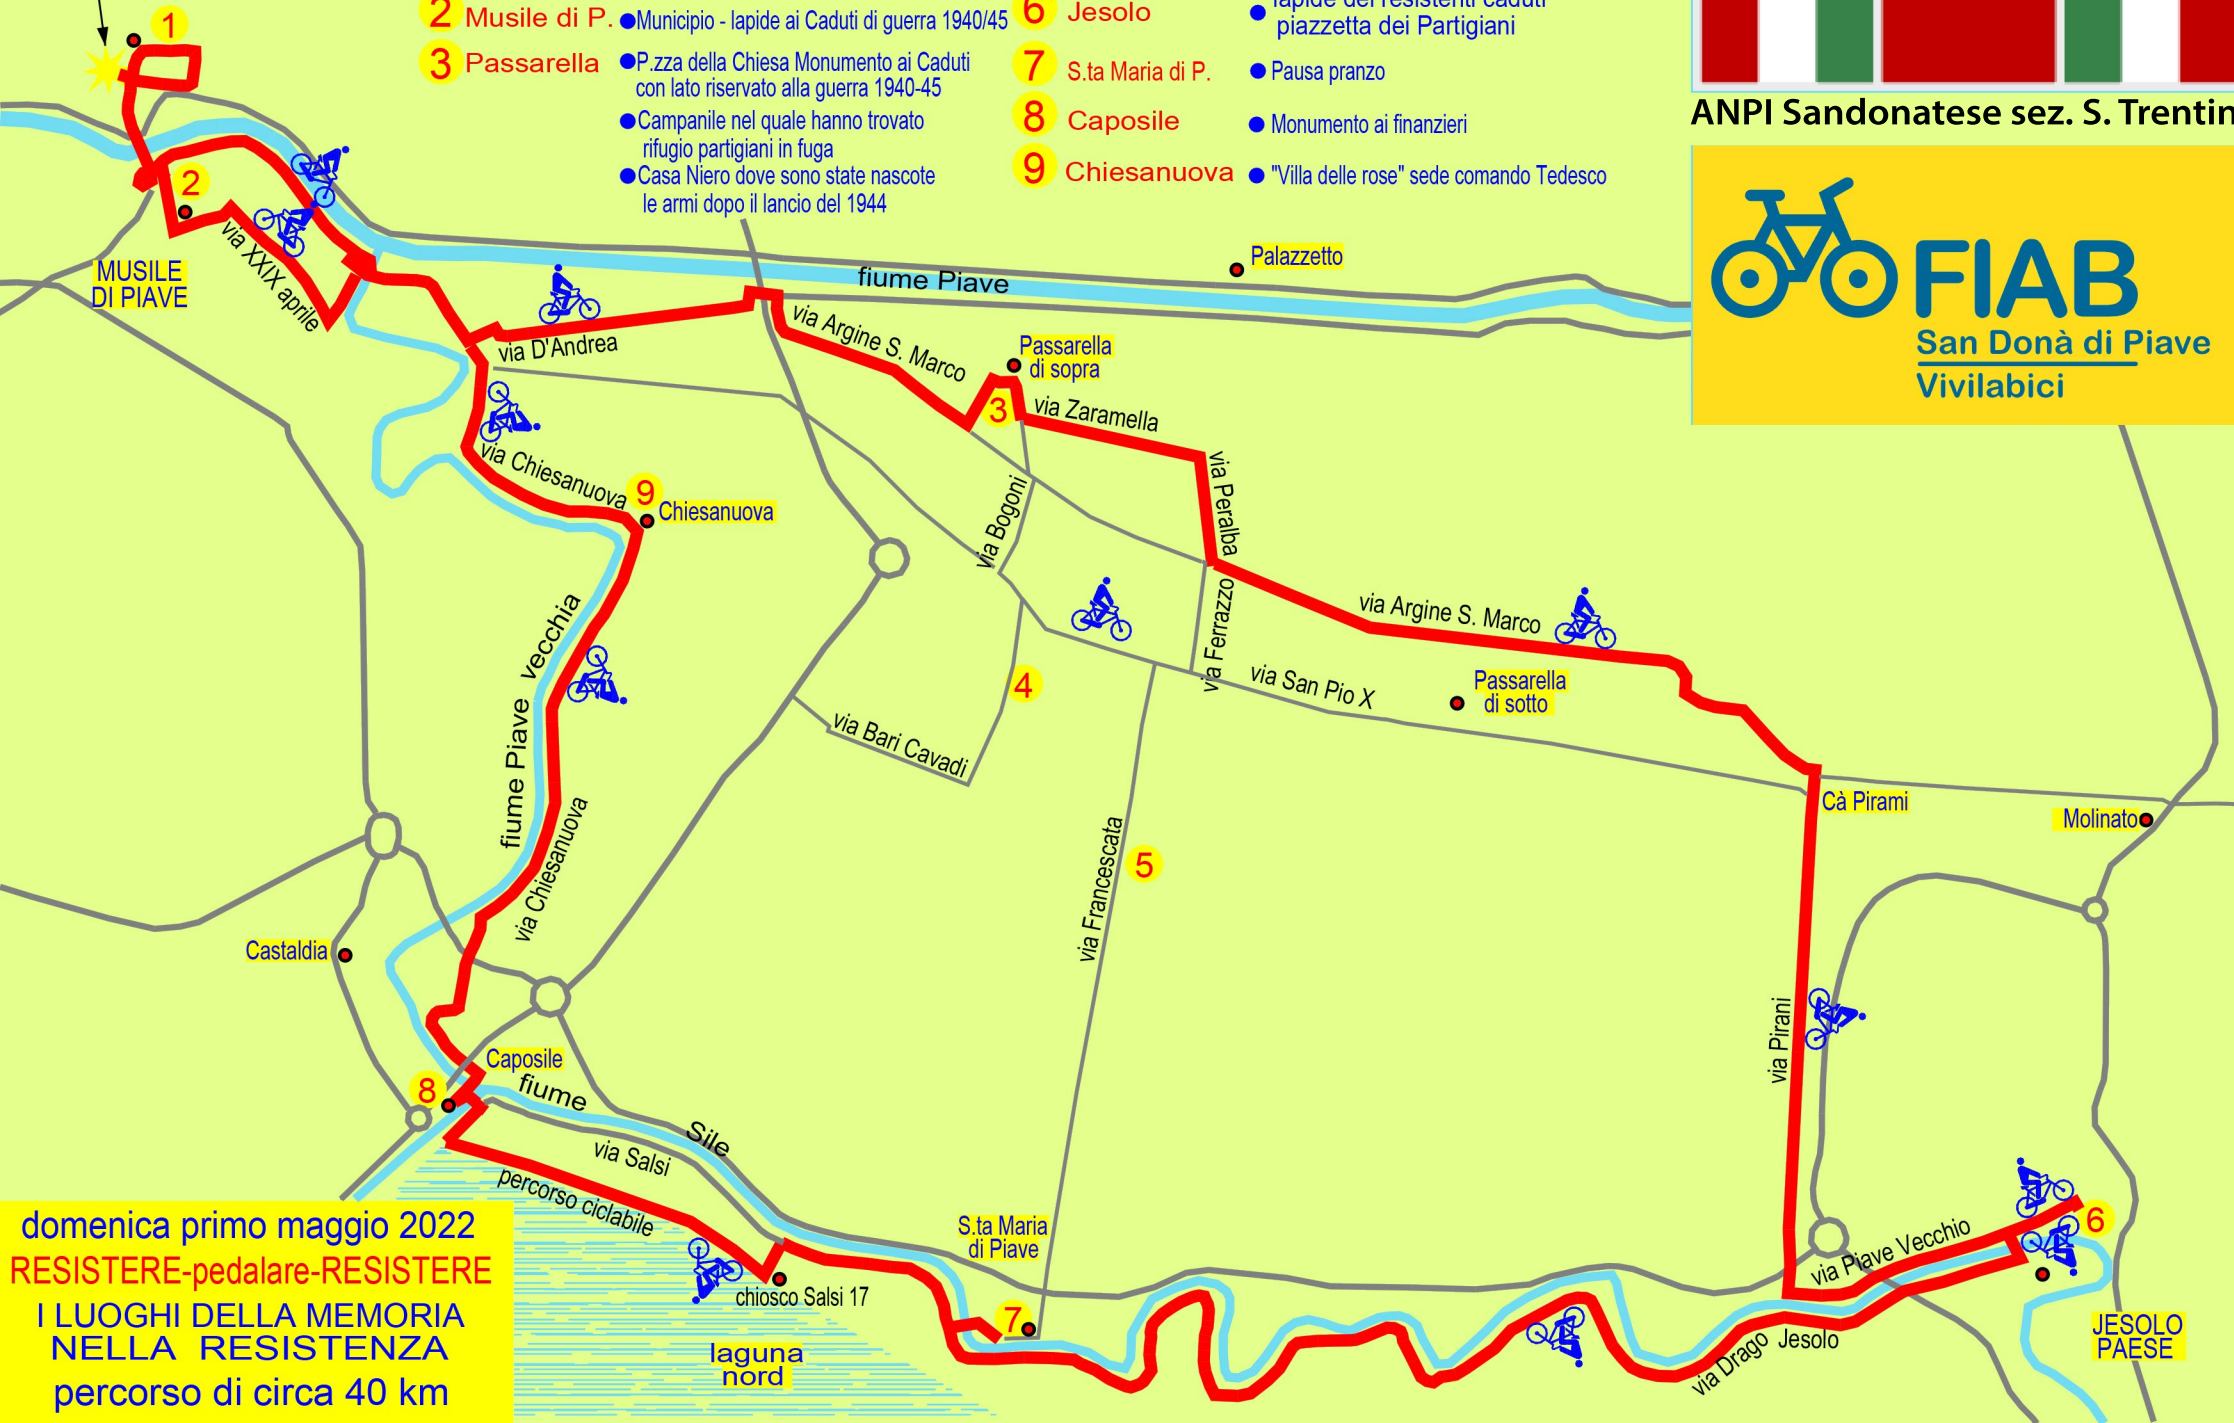 1
2 Musile di P.
Municipio - lapide ai Caduti di guerra 1940/45
3 Passarella
P.zza della Chiesa Monumento ai Caduti
con lato riservato alla guerra 1940-45
Campanile nel quale hanno trovato
rifugio partigiani in fuga
Casa Niero dove sono state nascote
le armi dopo il lancio del 1944
6 Jesolo
lapide dei resistenti caduti
piazzetta dei Partigiani
7 S.ta Maria di P.
Pausa pranzo
8 Caposile
Monumento ai finanzieri
9 Chiesanuova
"Villa delle rose" sede comando Tedesco
ANPI Sandonatese sez. S. Trentin
FIAB
San Donà di Piave
Vivilabici
2
MUSILE
DI PIAVE
via XXIX aprile
fiume Piave
Palazzetto
via D'Andrea
via Argine S. Marco
Passarella
di sopra
3
via Zaramella
via Chiesanuova
9
Chiesanuova
via Bogoni
via Peralba
via Ferrazzo
via Argine S. Marco
fiume Piave vecchia
4
via San Pio X
Passarella
di sotto
via Bari Cavadi
Cà Pirami
Molinato
via Chiesanuova
via Francescata
5
Castaldia
via Pirani
Caposile
8
fiume Sile
via Salsi
percorso ciclabile
chiosco Salsi 17
S.ta Maria
di Piave
7
laguna
nord
via Piave Vecchio
6
via Drago Jesolo
JESOLO
PAESE
domenica primo maggio 2022
RESISTERE-pedalare-RESISTERE
I LUOGHI DELLA MEMORIA
NELLA RESISTENZA
percorso di circa 40 km